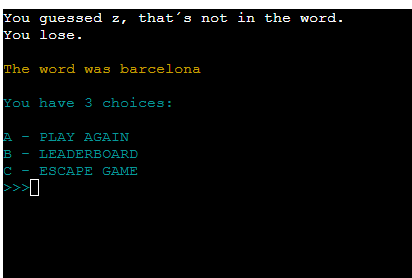 You guessed z, that´s not in the word.
You lose.
The word was barcelona
You have 3 choices:
A - PLAY AGAIN
B - LEADERBOARD
C - ESCAPE GAME
>>>